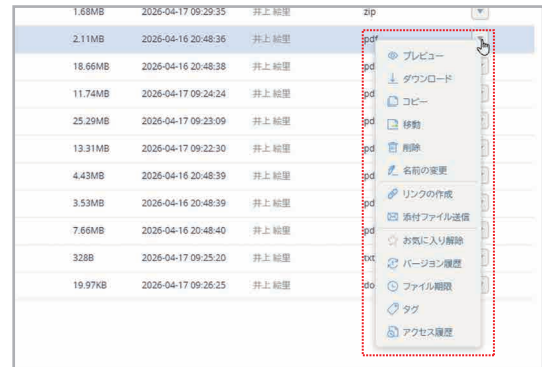 1.68MB 2026-04-17 09:29:35 井上 絵里 zip
2.11MB 2026-04-16 20:48:36 井上 絵里 pdf
18.66MB 2026-04-16 20:48:38 井上 絵里 pd
11.74MB 2026-04-17 09:24:24 井上 絵里 pd
25.29MB 2026-04-17 09:23:09 井上 絵里 pd
13.31MB 2026-04-17 09:22:30 井上 絵里 pd
4.43MB 2026-04-16 20:48:39 井上 絵里 pd
3.53MB 2026-04-16 20:48:39 井上 絵里 pd
7.66MB 2026-04-16 20:48:40 井上 絵里 pd
328B 2026-04-17 09:25:20 井上 絵里 txt
19.97KB 2026-04-17 09:26:25 井上 絵里 do
プレビュー
ダウンロード
コピー
移動
削除
名前の変更
リンクの作成
添付ファイル送信
お気に入り解除
バージョン履歴
ファイル期限
タグ
アクセス履歴